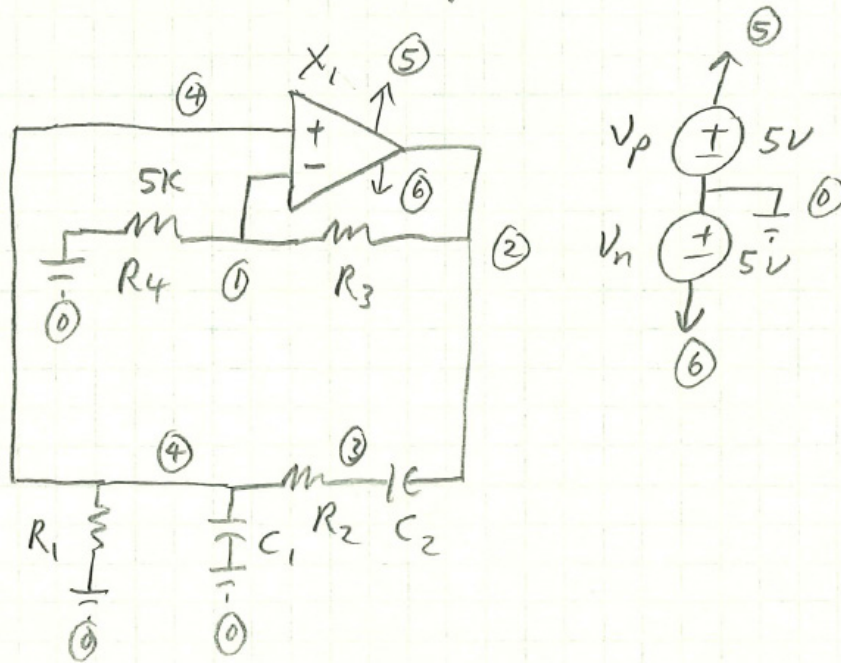 X₁
⑤
④
+
−
⑥
5K
R₄
①
R₃
②
⓪
④
③
R₁
C₁
R₂
C₂
⓪
⓪
⑤
Vp
+
−
5V
⓪
Vn
+
−
5V
⑥